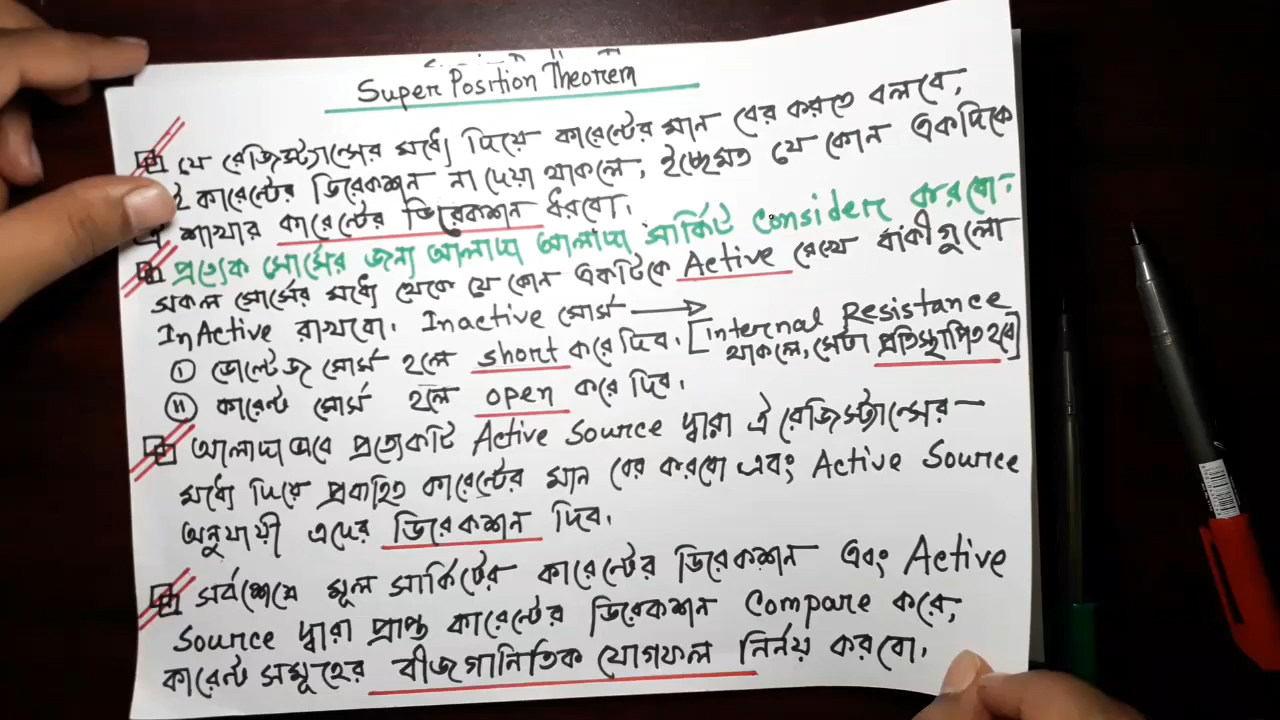 Super Position Theorem
যে রেজিস্ট্যান্সের মধ্যে দিয়ে কারেন্টের মান বের করতে বলবে,
ই কারেন্টের ডিরেকশন না দেয়া থাকলে, ইচ্ছেমত যে কোন একদিকে
ঐ শাখার কারেন্টের ডিরেকশন ধরবো।
প্রত্যেক সোর্সের জন্য আলাদা আলাদা সার্কিট Consider করবো।
সকল সোর্সের মধ্যে থেকে যে কোন একটিকে Active রেখে বাকীগুলো
InActive রাখবো। Inactive সোর্স →
(i) ভোল্টেজ সোর্স হলে short করে দিব। [Internal Resistance
থাকলে, সেটা প্রতিস্থাপিত হবে]
(ii) কারেন্ট সোর্স হলে open করে দিব।
আলাদাভাবে প্রত্যেকটি Active Source দ্বারা ঐ রেজিস্ট্যান্সের-
মধ্যে দিয়ে প্রবাহিত কারেন্টের মান বের করবো এবং Active Source
অনুযায়ী এদের ডিরেকশন দিব।
সর্বশেষে মূল সার্কিটের কারেন্টের ডিরেকশন এবং Active
Source দ্বারা প্রাপ্ত কারেন্টের ডিরেকশন Compare করে,
কারেন্ট সমূহের বীজগানিতিক যোগফল নির্নয় করবো।